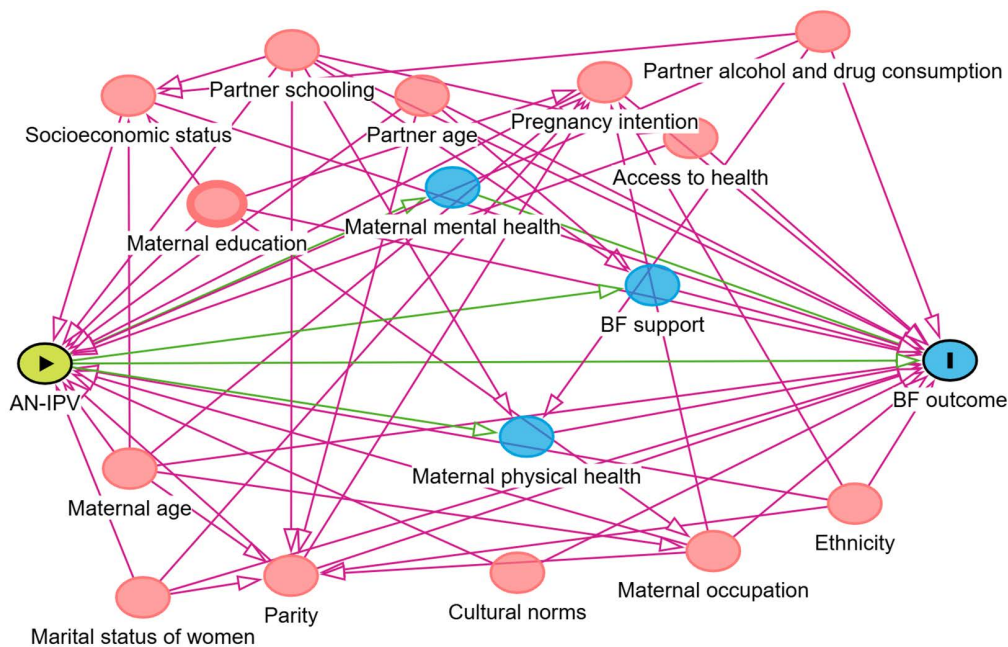 Partner alcohol and drug consumption
Partner schooling
Socioeconomic status
Partner age
Pregnancy intention
Access to health
Maternal education
Maternal mental health
BF support
AN-IPV
BF outcome
Maternal physical health
Maternal age
Ethnicity
Parity
Cultural norms
Maternal occupation
Marital status of women